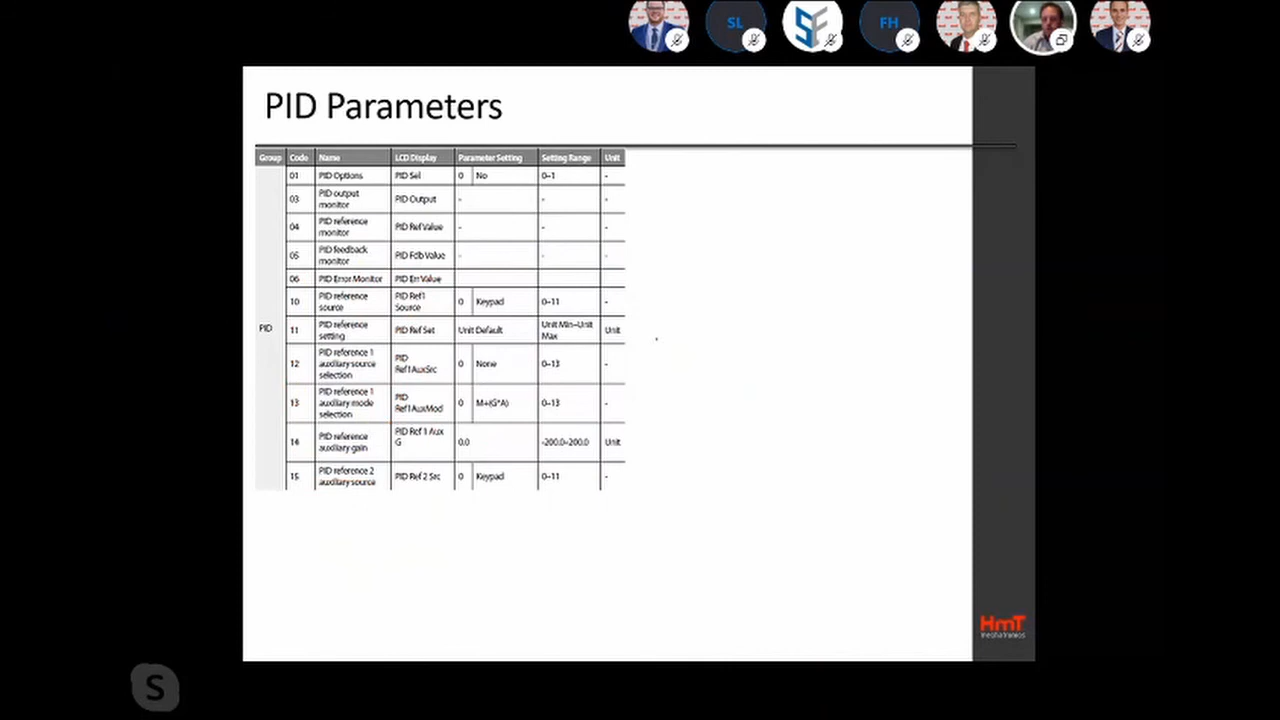 SL
SF
FH
PID Parameters
Group Code Name LCD Display Parameter Setting Setting Range Unit
PID
01 PID Options PID Sel 0 No 0~1 -
03 PID output monitor PID Output - - -
04 PID reference monitor PID Ref Value - - -
05 PID feedback monitor PID Fdb Value - - -
06 PID Error Monitor PID Err Value
10 PID reference source PID Ref1 Source 0 Keypad 0~11 -
11 PID reference setting PID Ref Set Unit Default Unit Min~Unit Max Unit
12 PID reference 1 auxiliary source selection PID Ref1AuxSrc 0 None 0~13 -
13 PID reference 1 auxiliary mode selection PID Ref1AuxMod 0 M+(G*A) 0~13 -
14 PID reference auxiliary gain PID Ref 1 Aux G 0.0 -200.0~200.0 Unit
15 PID reference 2 auxiliary source PID Ref 2 Src 0 Keypad 0~11 -
HmT
mechatronics
S